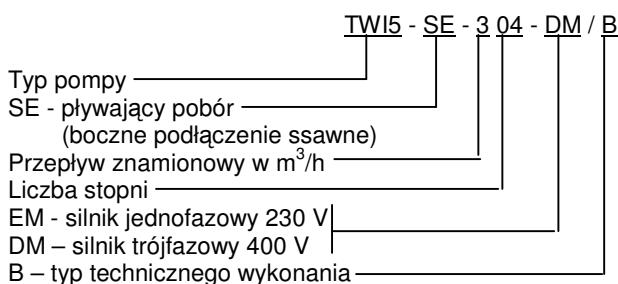 TWI5 - SE - 3 04 - DM / B
Typ pompy
SE - pływający pobór
(boczne podłączenie ssawne)
Przepływ znamionowy w m³/h
Liczba stopni
EM - silnik jednofazowy 230 V
DM – silnik trójfazowy 400 V
B – typ technicznego wykonania